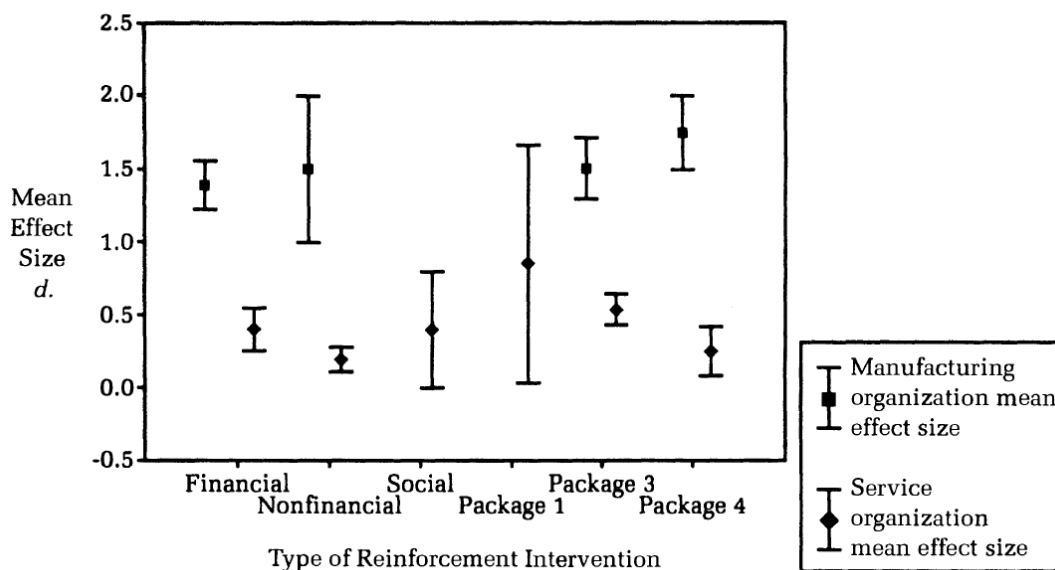 2.5
2.0
1.5
1.0
0.5
0.0
-0.5
Mean
Effect
Size
d.
Financial
Nonfinancial
Social
Package 1
Package 3
Package 4
Type of Reinforcement Intervention
Manufacturing
organization mean
effect size
Service
organization
mean effect size